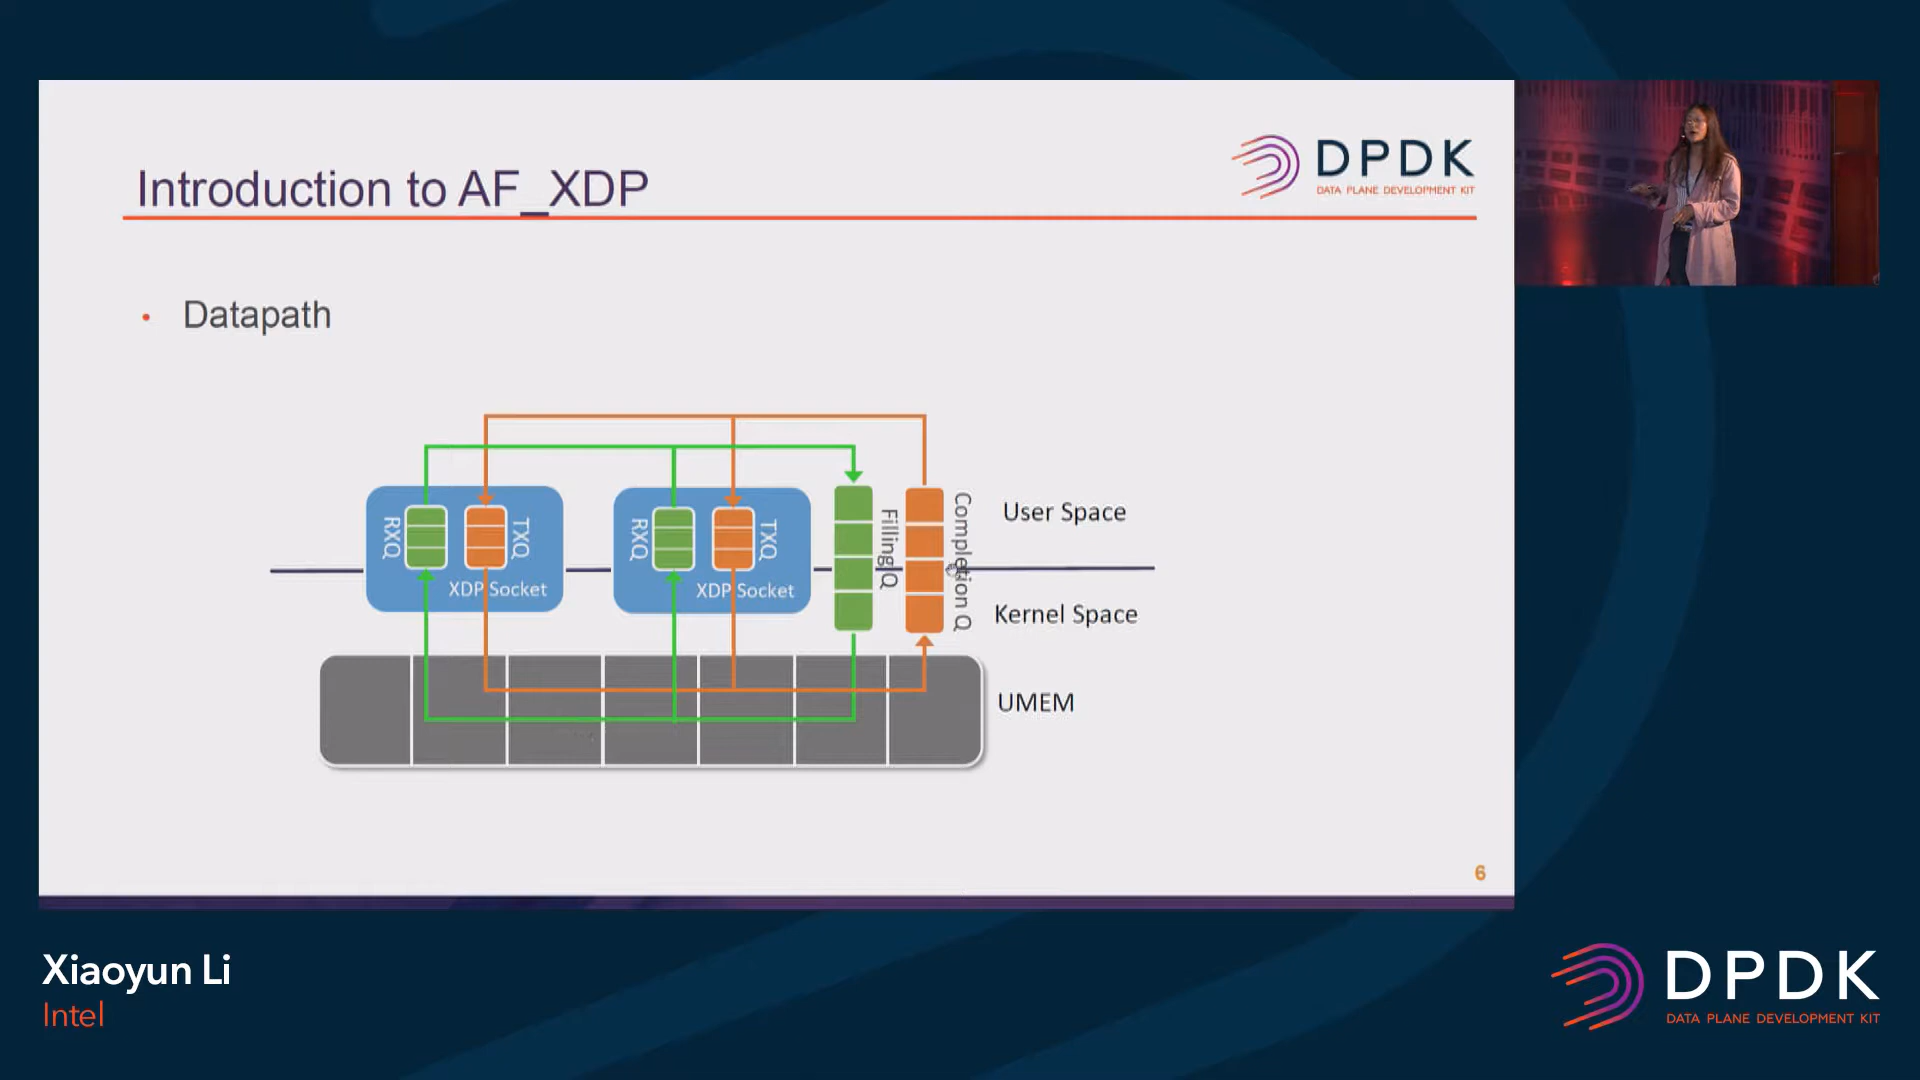 Introduction to AF_XDP
DPDK
DATA PLANE DEVELOPMENT KIT
• Datapath
RXQ
TXQ
XDP Socket
RXQ
TXQ
XDP Socket
FillingQ
Completion Q
User Space
Kernel Space
UMEM
6
Xiaoyun Li
Intel
DPDK
DATA PLANE DEVELOPMENT KIT